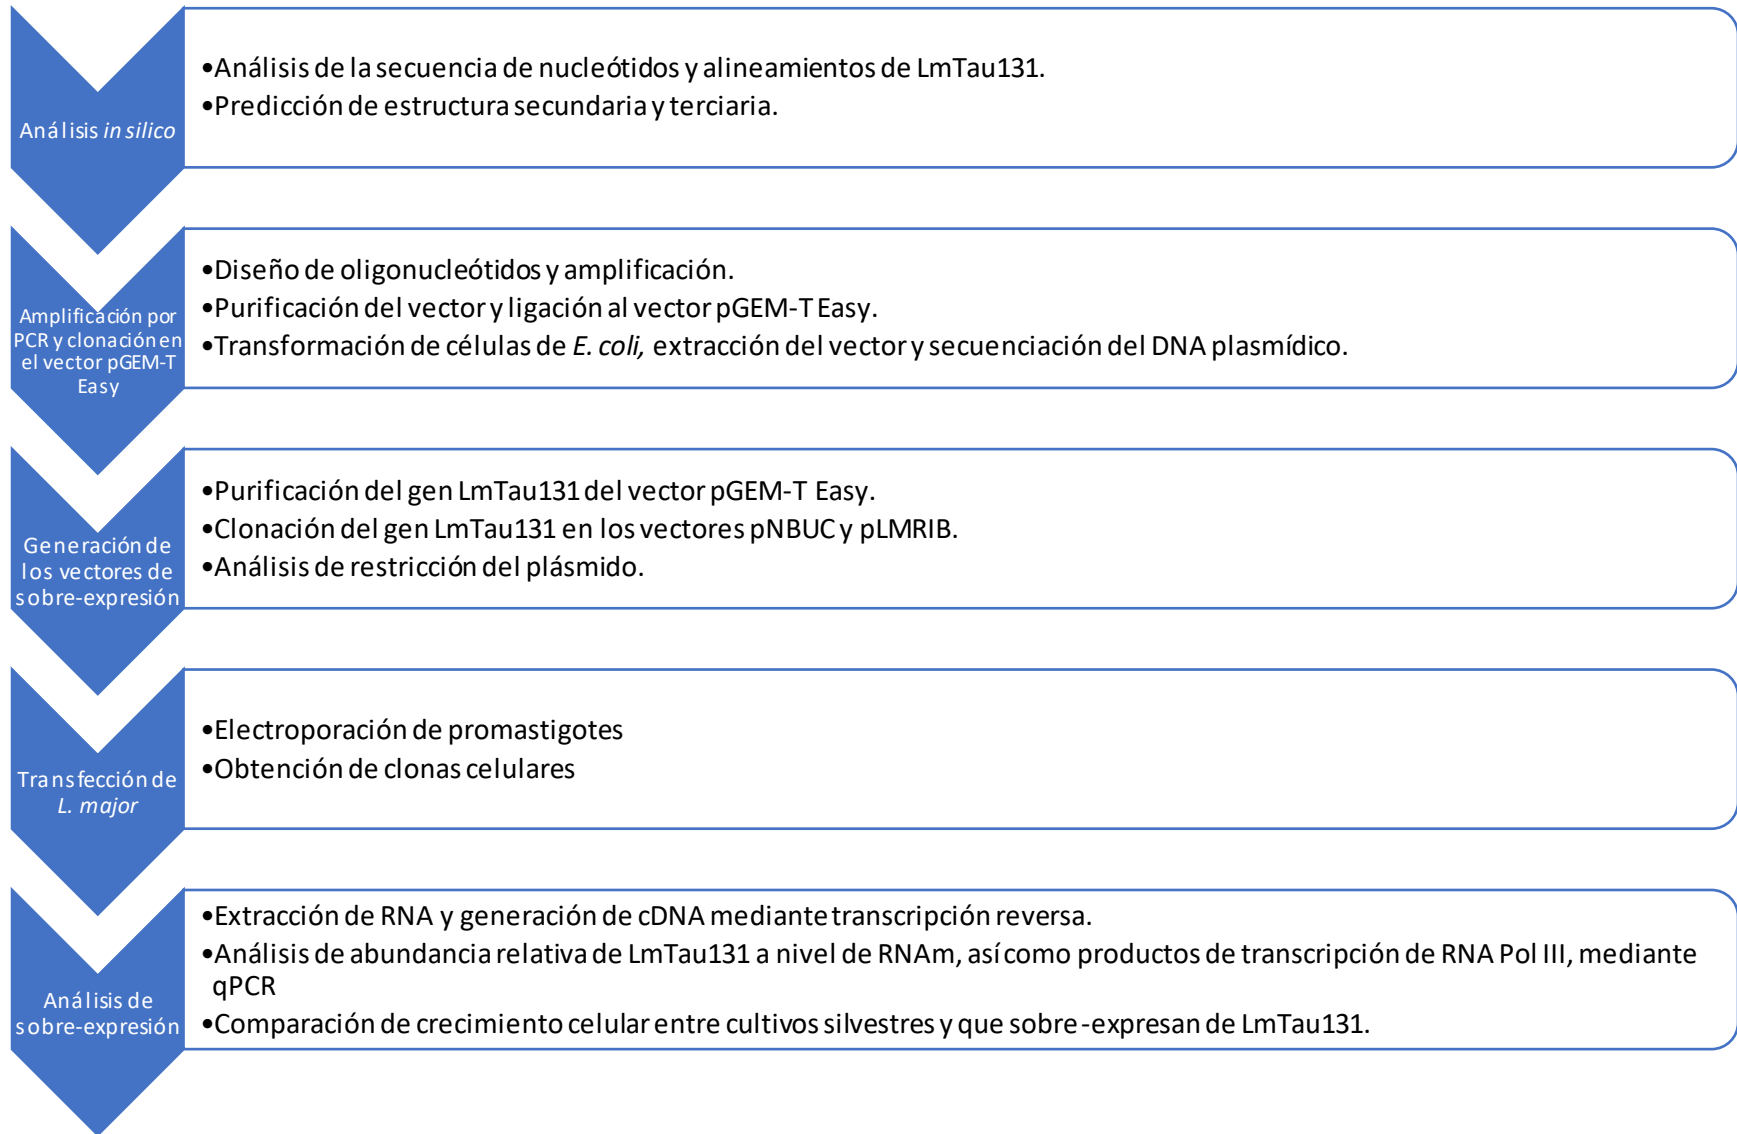 Análisis in silico
•Análisis de la secuencia de nucleótidos y alineamientos de LmTau131.
•Predicción de estructura secundaria y terciaria.
Amplificación por
PCR y clonación en
el vector pGEM-T
Easy
•Diseño de oligonucleótidos y amplificación.
•Purificación del vector y ligación al vector pGEM-T Easy.
•Transformación de células de E. coli, extracción del vector y secuenciación del DNA plasmídico.
Generación de
los vectores de
sobre-expresión
•Purificación del gen LmTau131 del vector pGEM-T Easy.
•Clonación del gen LmTau131 en los vectores pNBUC y pLMRIB.
•Análisis de restricción del plásmido.
Transfección de
L. major
•Electroporación de promastigotes
•Obtención de clonas celulares
Análisis de
sobre-expresión
•Extracción de RNA y generación de cDNA mediante transcripción reversa.
•Análisis de abundancia relativa de LmTau131 a nivel de RNAm, así como productos de transcripción de RNA Pol III, mediante
qPCR
•Comparación de crecimiento celular entre cultivos silvestres y que sobre-expresan de LmTau131.